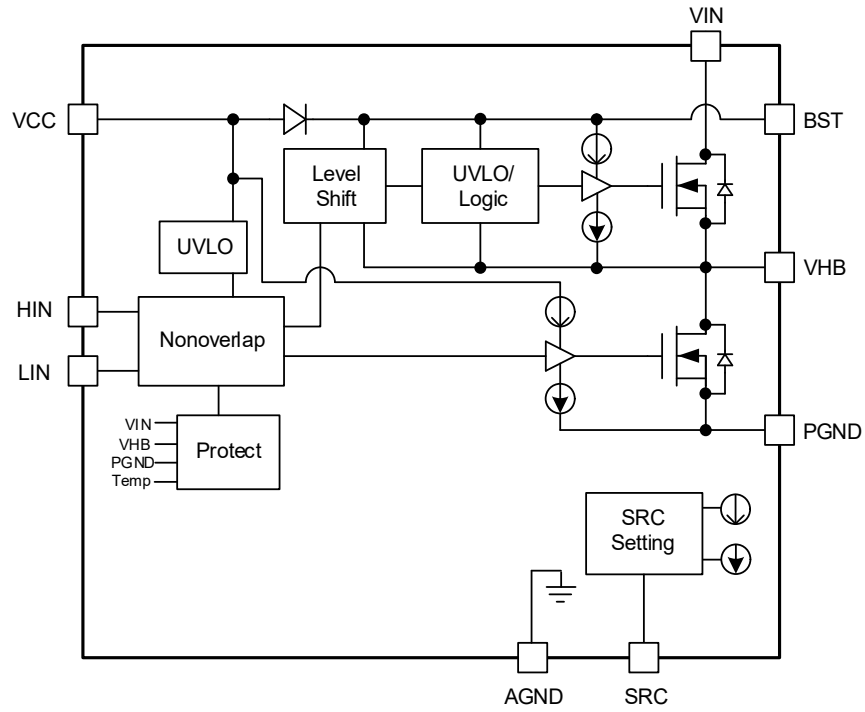 VIN
VCC
BST
Level
Shift
UVLO/
Logic
UVLO
VHB
HIN
Nonoverlap
LIN
VIN
VHB
PGND
Temp
Protect
PGND
SRC
Setting
AGND
SRC